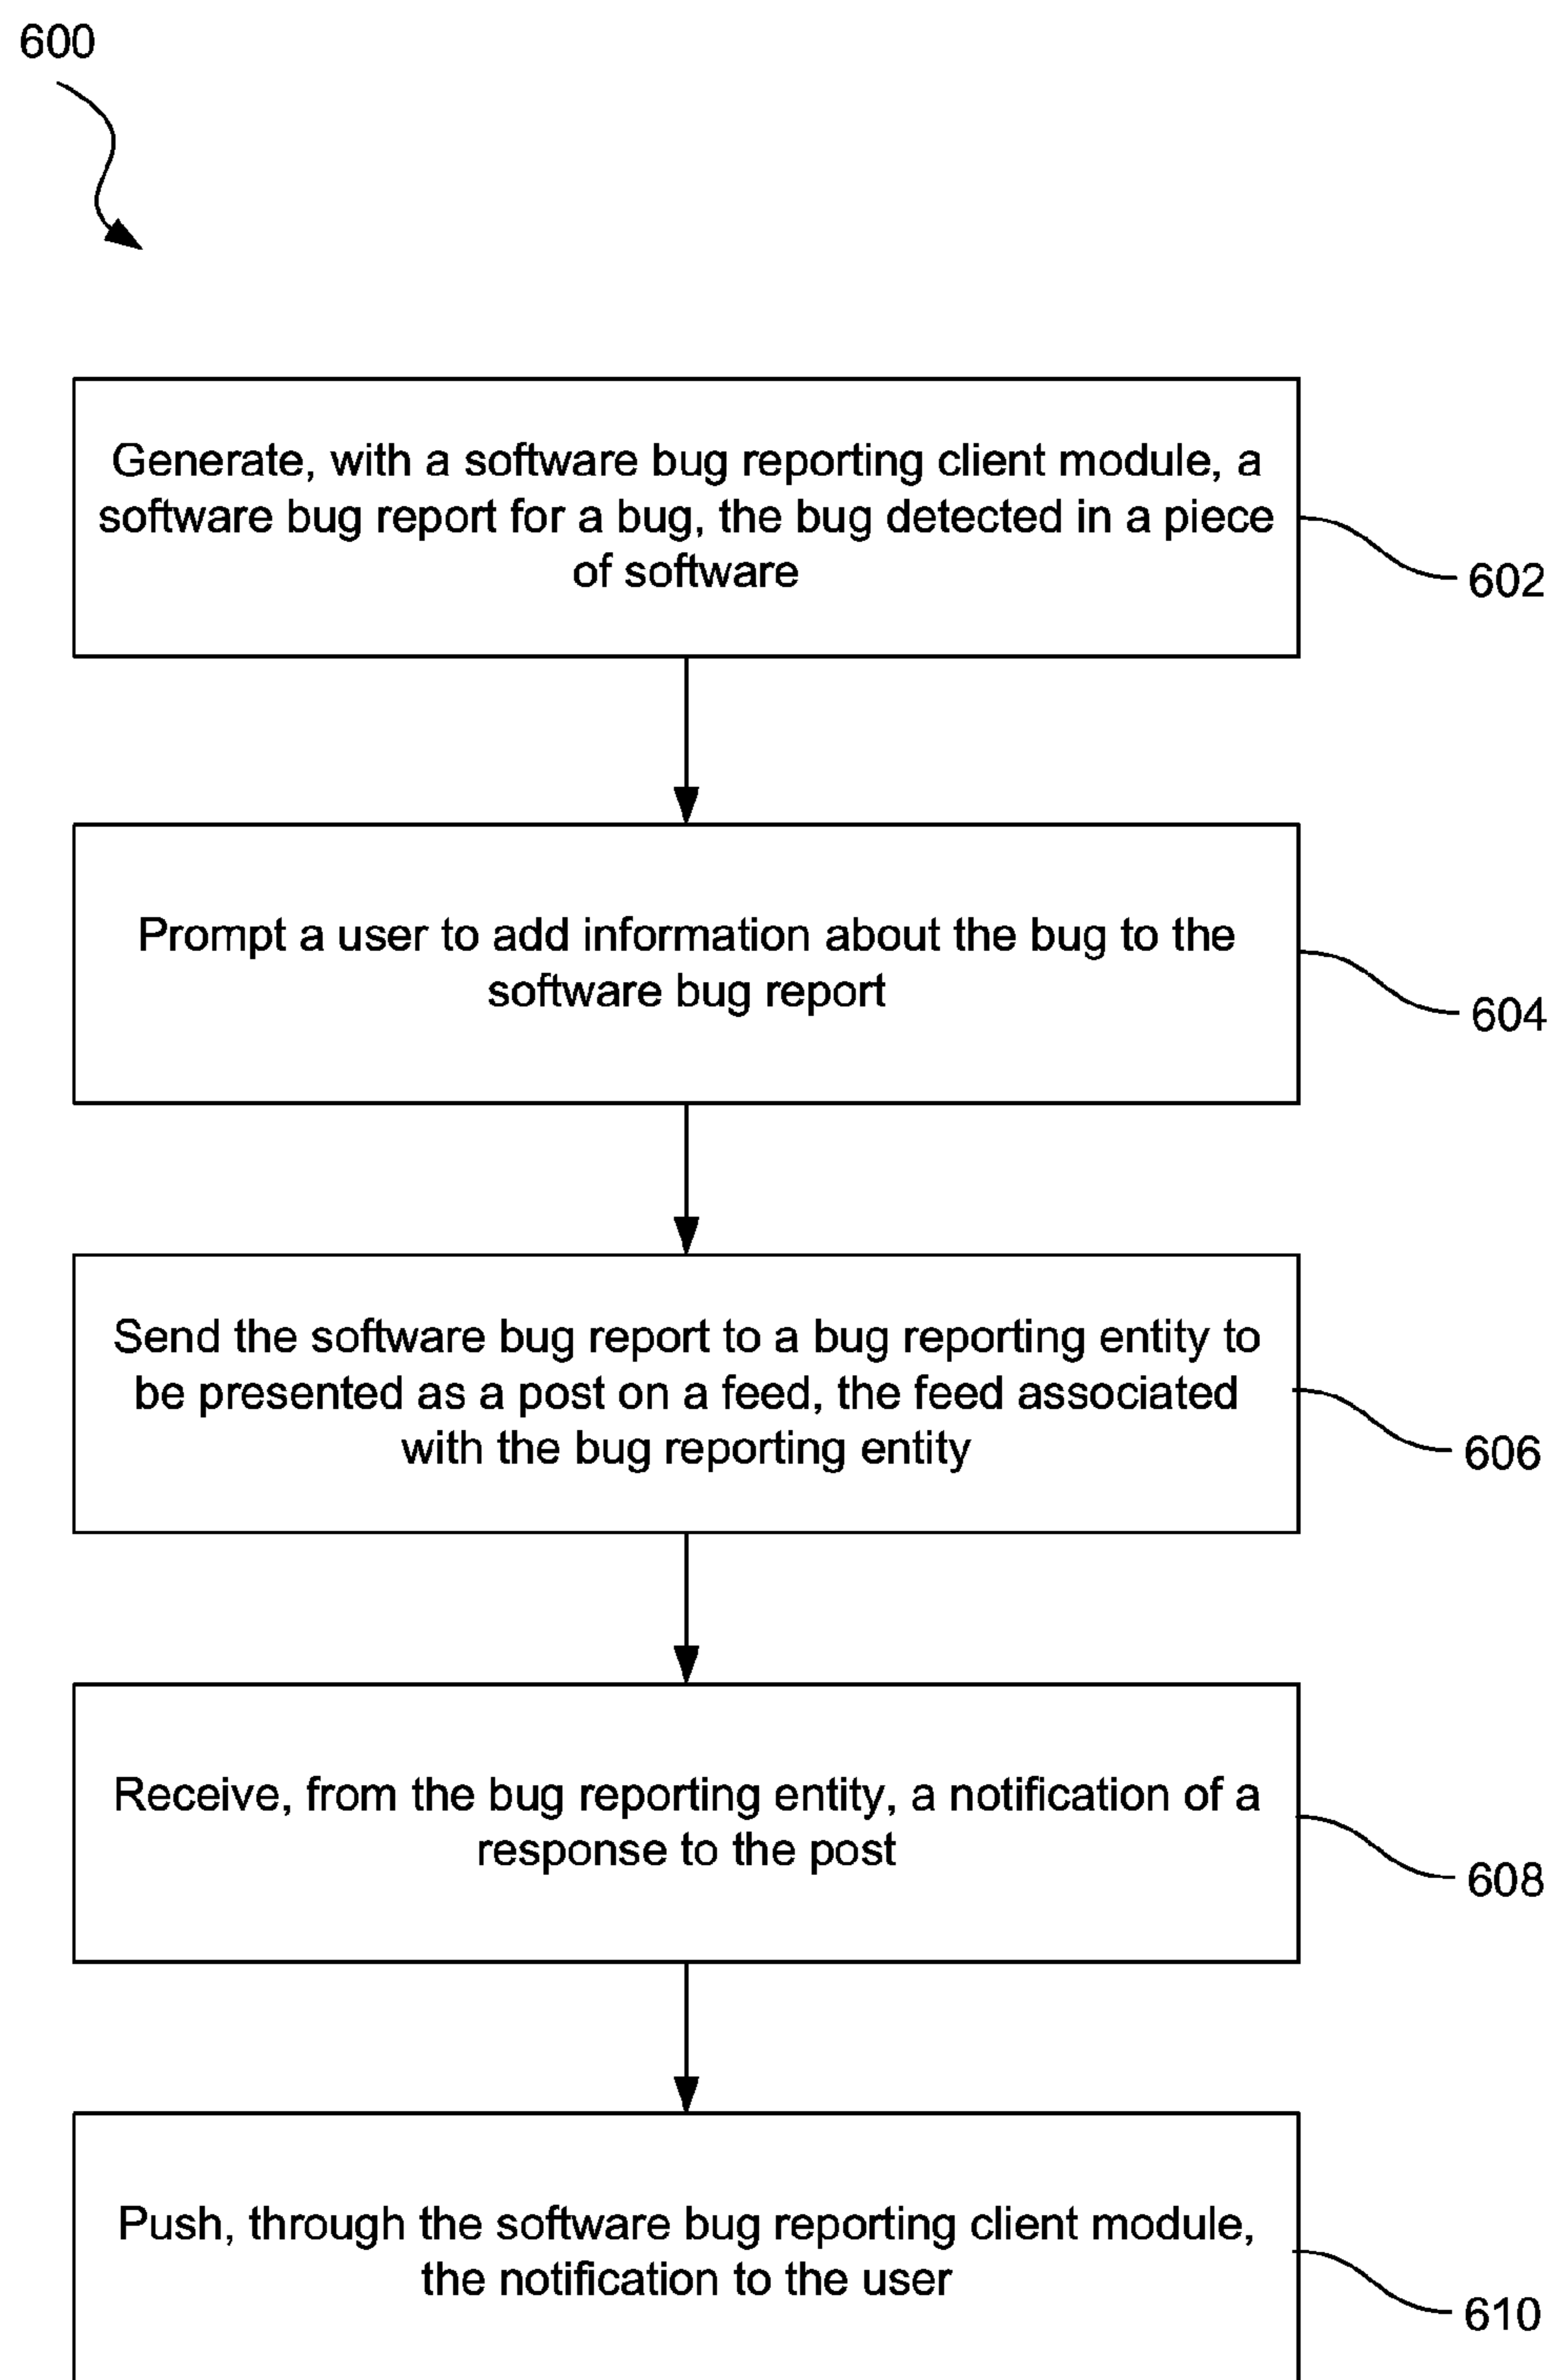 600
Generate, with a software bug reporting client module, a
software bug report for a bug, the bug detected in a piece
of software
602
Prompt a user to add information about the bug to the
software bug report
604
Send the software bug report to a bug reporting entity to
be presented as a post on a feed, the feed associated
with the bug reporting entity
606
Receive, from the bug reporting entity, a notification of a
response to the post
608
Push, through the software bug reporting client module,
the notification to the user
610